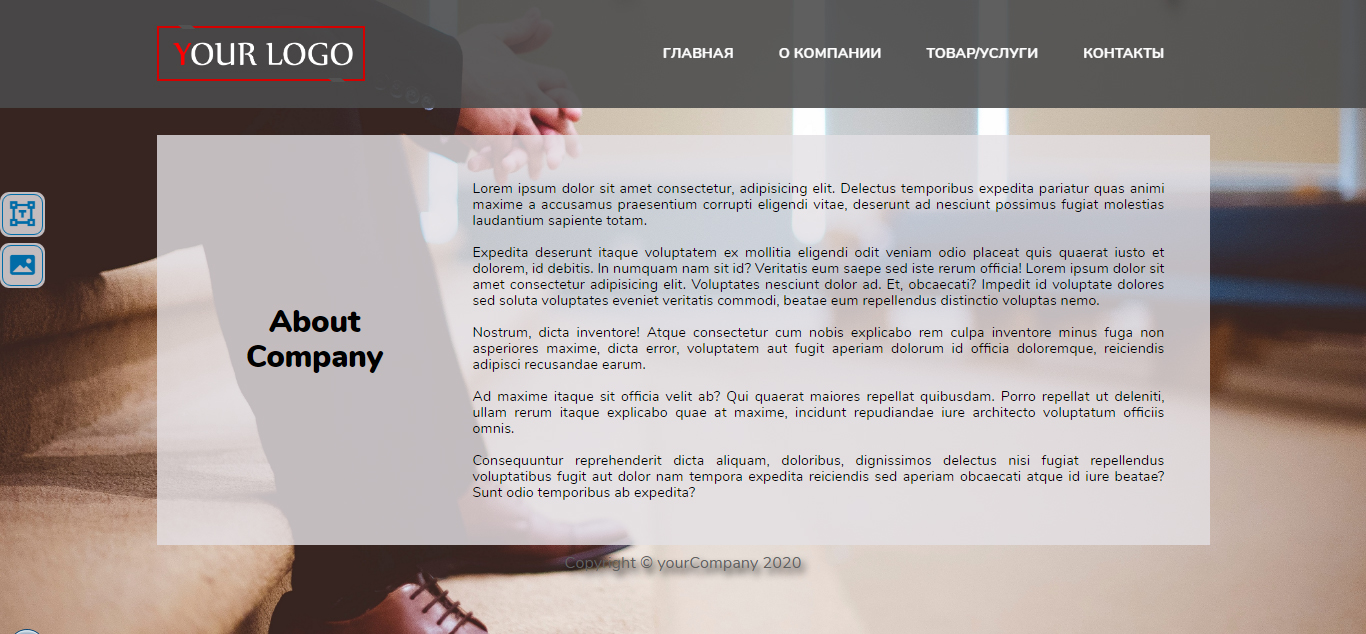 YOUR LOGO
ГЛАВНАЯ
О КОМПАНИИ
ТОВАР/УСЛУГИ
КОНТАКТЫ
About
Company
Lorem ipsum dolor sit amet consectetur, adipisicing elit. Delectus temporibus expedita pariatur quas animi
maxime a accusamus praesentium corrupti eligendi vitae, deserunt ad nesciunt possimus fugiat molestias
laudantium sapiente totam.
Expedita deserunt itaque voluptatem ex mollitia eligendi odit veniam odio placeat quis quaerat iusto et
dolorem, id debitis. In numquam nam sit id? Veritatis eum saepe sed iste rerum officia! Lorem ipsum dolor sit
amet consectetur adipisicing elit. Voluptates nesciunt dolor ad. Et, obcaecati? Impedit id voluptate dolores
sed soluta voluptates eveniet veritatis commodi, beatae eum repellendus distinctio voluptas nemo.
Nostrum, dicta inventore! Atque consectetur cum nobis explicabo rem culpa inventore minus fuga non
asperiores maxime, dicta error, voluptatem aut fugit aperiam dolorum id officia doloremque, reiciendis
adipisci recusandae earum.
Ad maxime itaque sit officia velit ab? Qui quaerat maiores repellat quibusdam. Porro repellat ut deleniti,
ullam rerum itaque explicabo quae at maxime, incidunt repudiandae iure architecto voluptatum officiis
omnis.
Consequuntur reprehenderit dicta aliquam, doloribus, dignissimos delectus nisi fugiat repellendus
voluptatibus fugit aut dolor nam tempora expedita reiciendis sed aperiam obcaecati atque id iure beatae?
Sunt odio temporibus ab expedita?
Copyright © yourCompany 2020